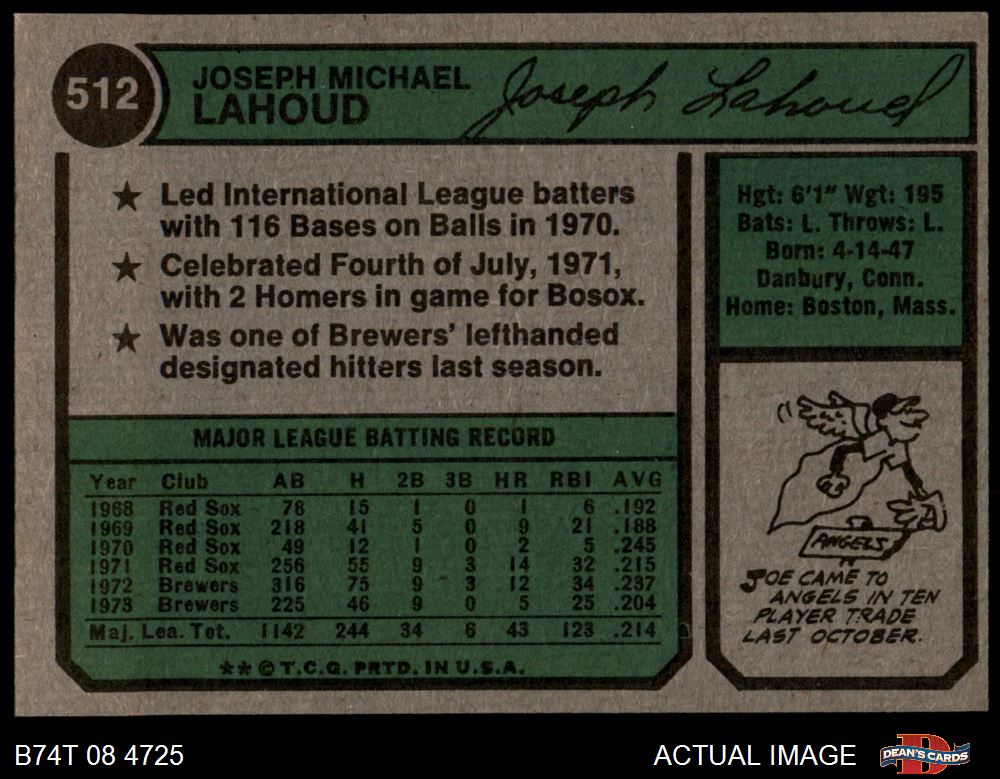 512
JOSEPH MICHAEL
LAHOUD
Joseph Lahoud
★ Led International League batters
with 116 Bases on Balls in 1970.
★ Celebrated Fourth of July, 1971,
with 2 Homers in game for Bosox.
★ Was one of Brewers' lefthanded
designated hitters last season.
Hgt: 6'1" Wgt: 195
Bats: L. Throws: L.
Born: 4-14-47
Danbury, Conn.
Home: Boston, Mass.
MAJOR LEAGUE BATTING RECORD
Year Club AB H 2B 3B HR RBI AVG
1968 Red Sox 78 15 1 0 1 6 .192
1969 Red Sox 218 41 5 0 9 21 .188
1970 Red Sox 49 12 1 0 2 5 .245
1971 Red Sox 256 55 9 3 14 32 .215
1972 Brewers 316 75 9 3 12 34 .237
1973 Brewers 225 46 9 0 5 25 .204
Maj. Lea. Tot. 1142 244 34 6 43 123 .214
** © T.C.G. PRTD. IN U.S.A.
ANGELS
JOE CAME TO
ANGELS IN TEN
PLAYER TRADE
LAST OCTOBER.
B74T 08 4725
ACTUAL IMAGE
D
DEAN'S CARDS